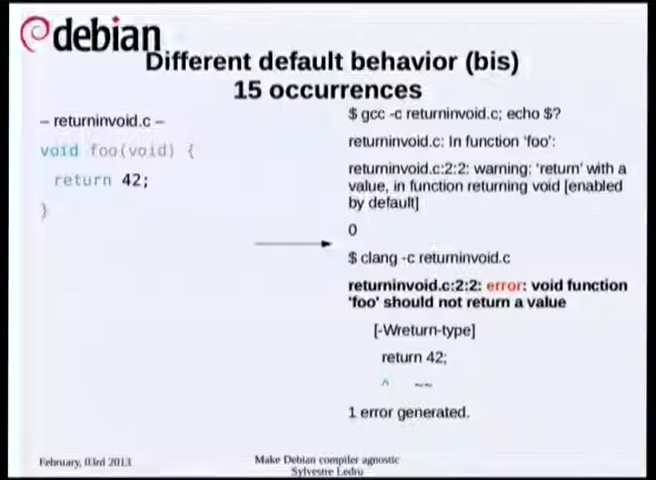 debian
Different default behavior (bis)
15 occurrences
– returninvoid.c –
void foo(void) {
return 42;
}
$ gcc -c returninvoid.c; echo $?
returninvoid.c: In function 'foo':
returninvoid.c:2:2: warning: 'return' with a
value, in function returning void [enabled
by default]
0
$ clang -c returninvoid.c
returninvoid.c:2:2: error: void function
'foo' should not return a value
[-Wreturn-type]
return 42;
^ ~~
1 error generated.
February, 03rd 2013
Make Debian compiler agnostic
Sylvestre Ledru